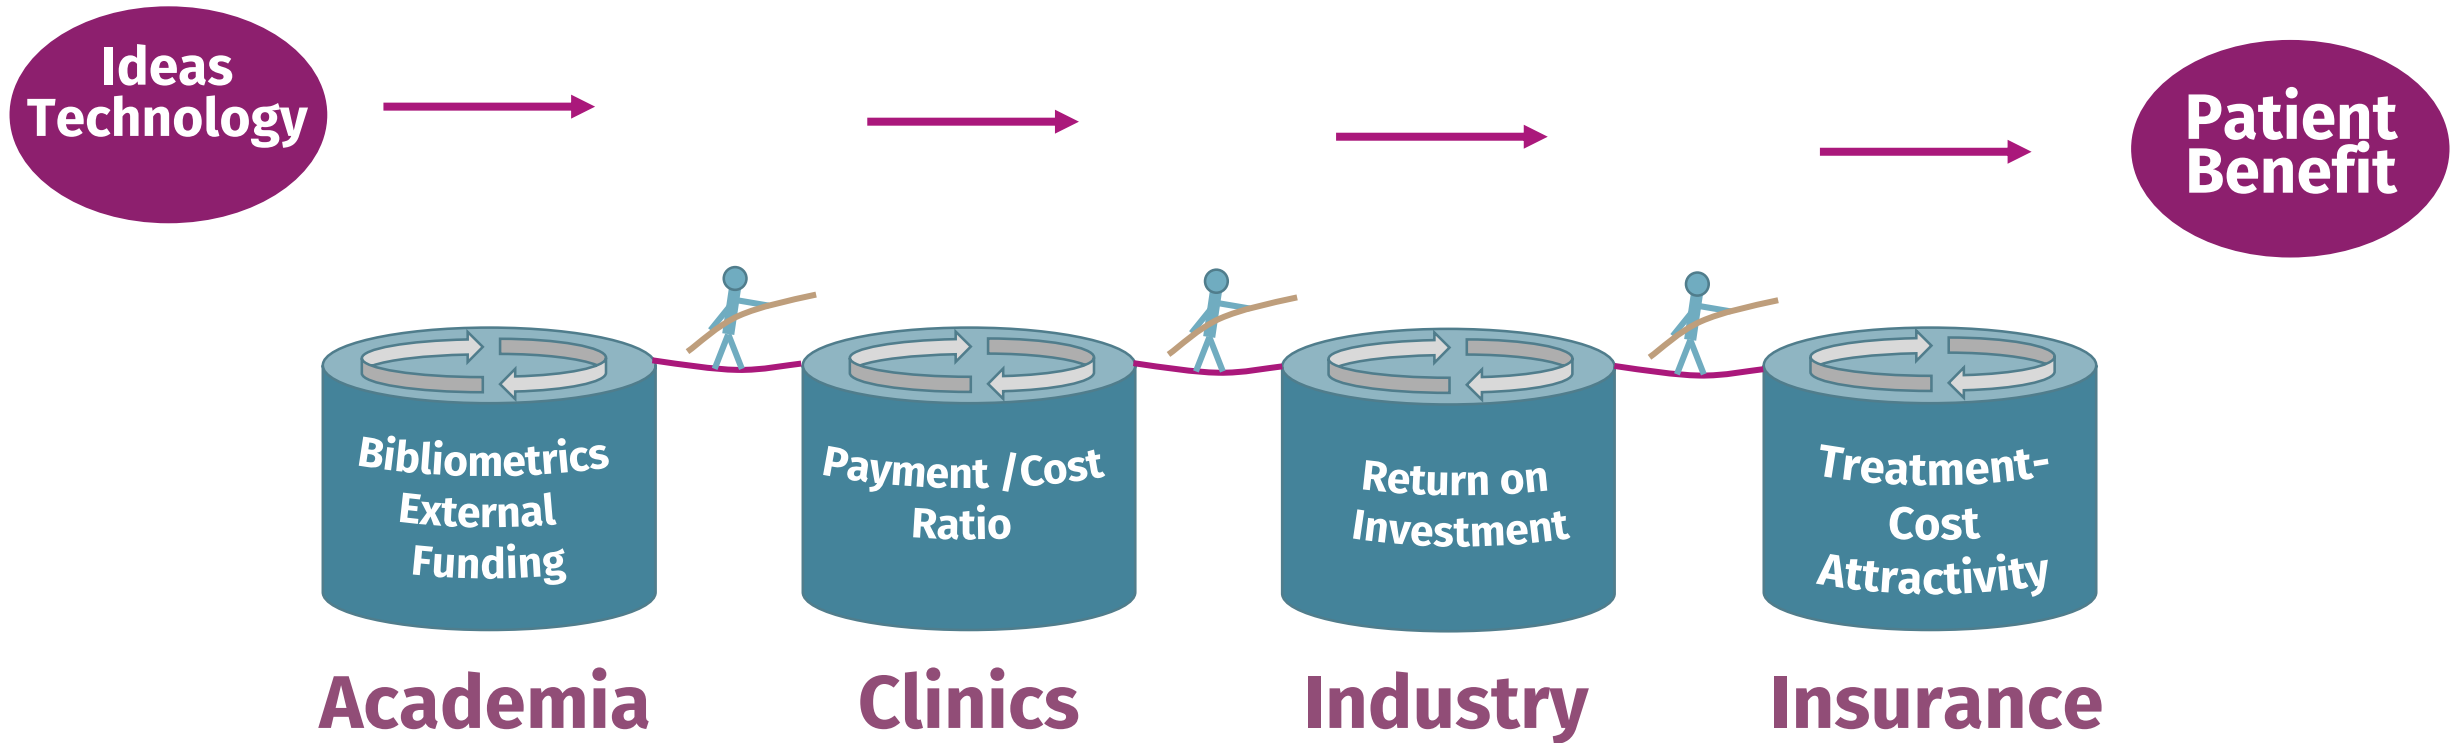 Ideas
Technology
Patient
Benefit
Bibliometrics
External
Funding
Payment /Cost
Ratio
Return on
Investment
Treatment-
Cost
Attractivity
Academia
Clinics
Industry
Insurance